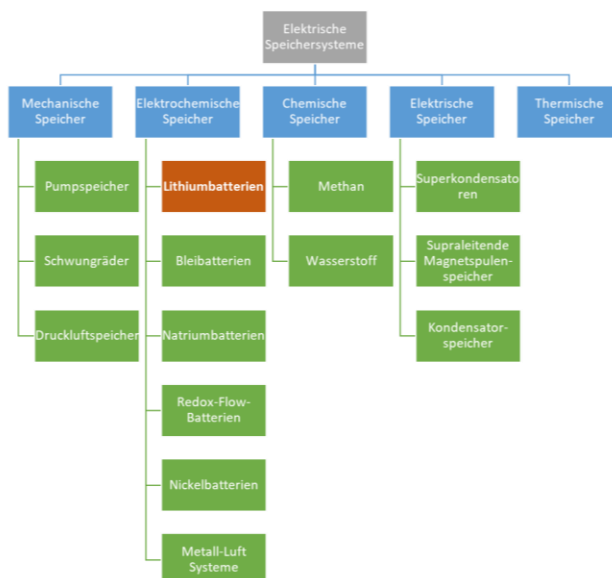 Elektrische
Speichersysteme
Mechanische
Speicher
Elektrochemische
Speicher
Chemische
Speicher
Elektrische
Speicher
Thermische
Speicher
Pumpspeicher
Schwungräder
Druckluftspeicher
Lithiumbatterien
Bleibatterien
Natriumbatterien
Redox-Flow-
Batterien
Nickelbatterien
Metall-Luft
Systeme
Methan
Wasserstoff
Superkondensato
ren
Supraleitende
Magnetspulen-
speicher
Kondensator-
speicher